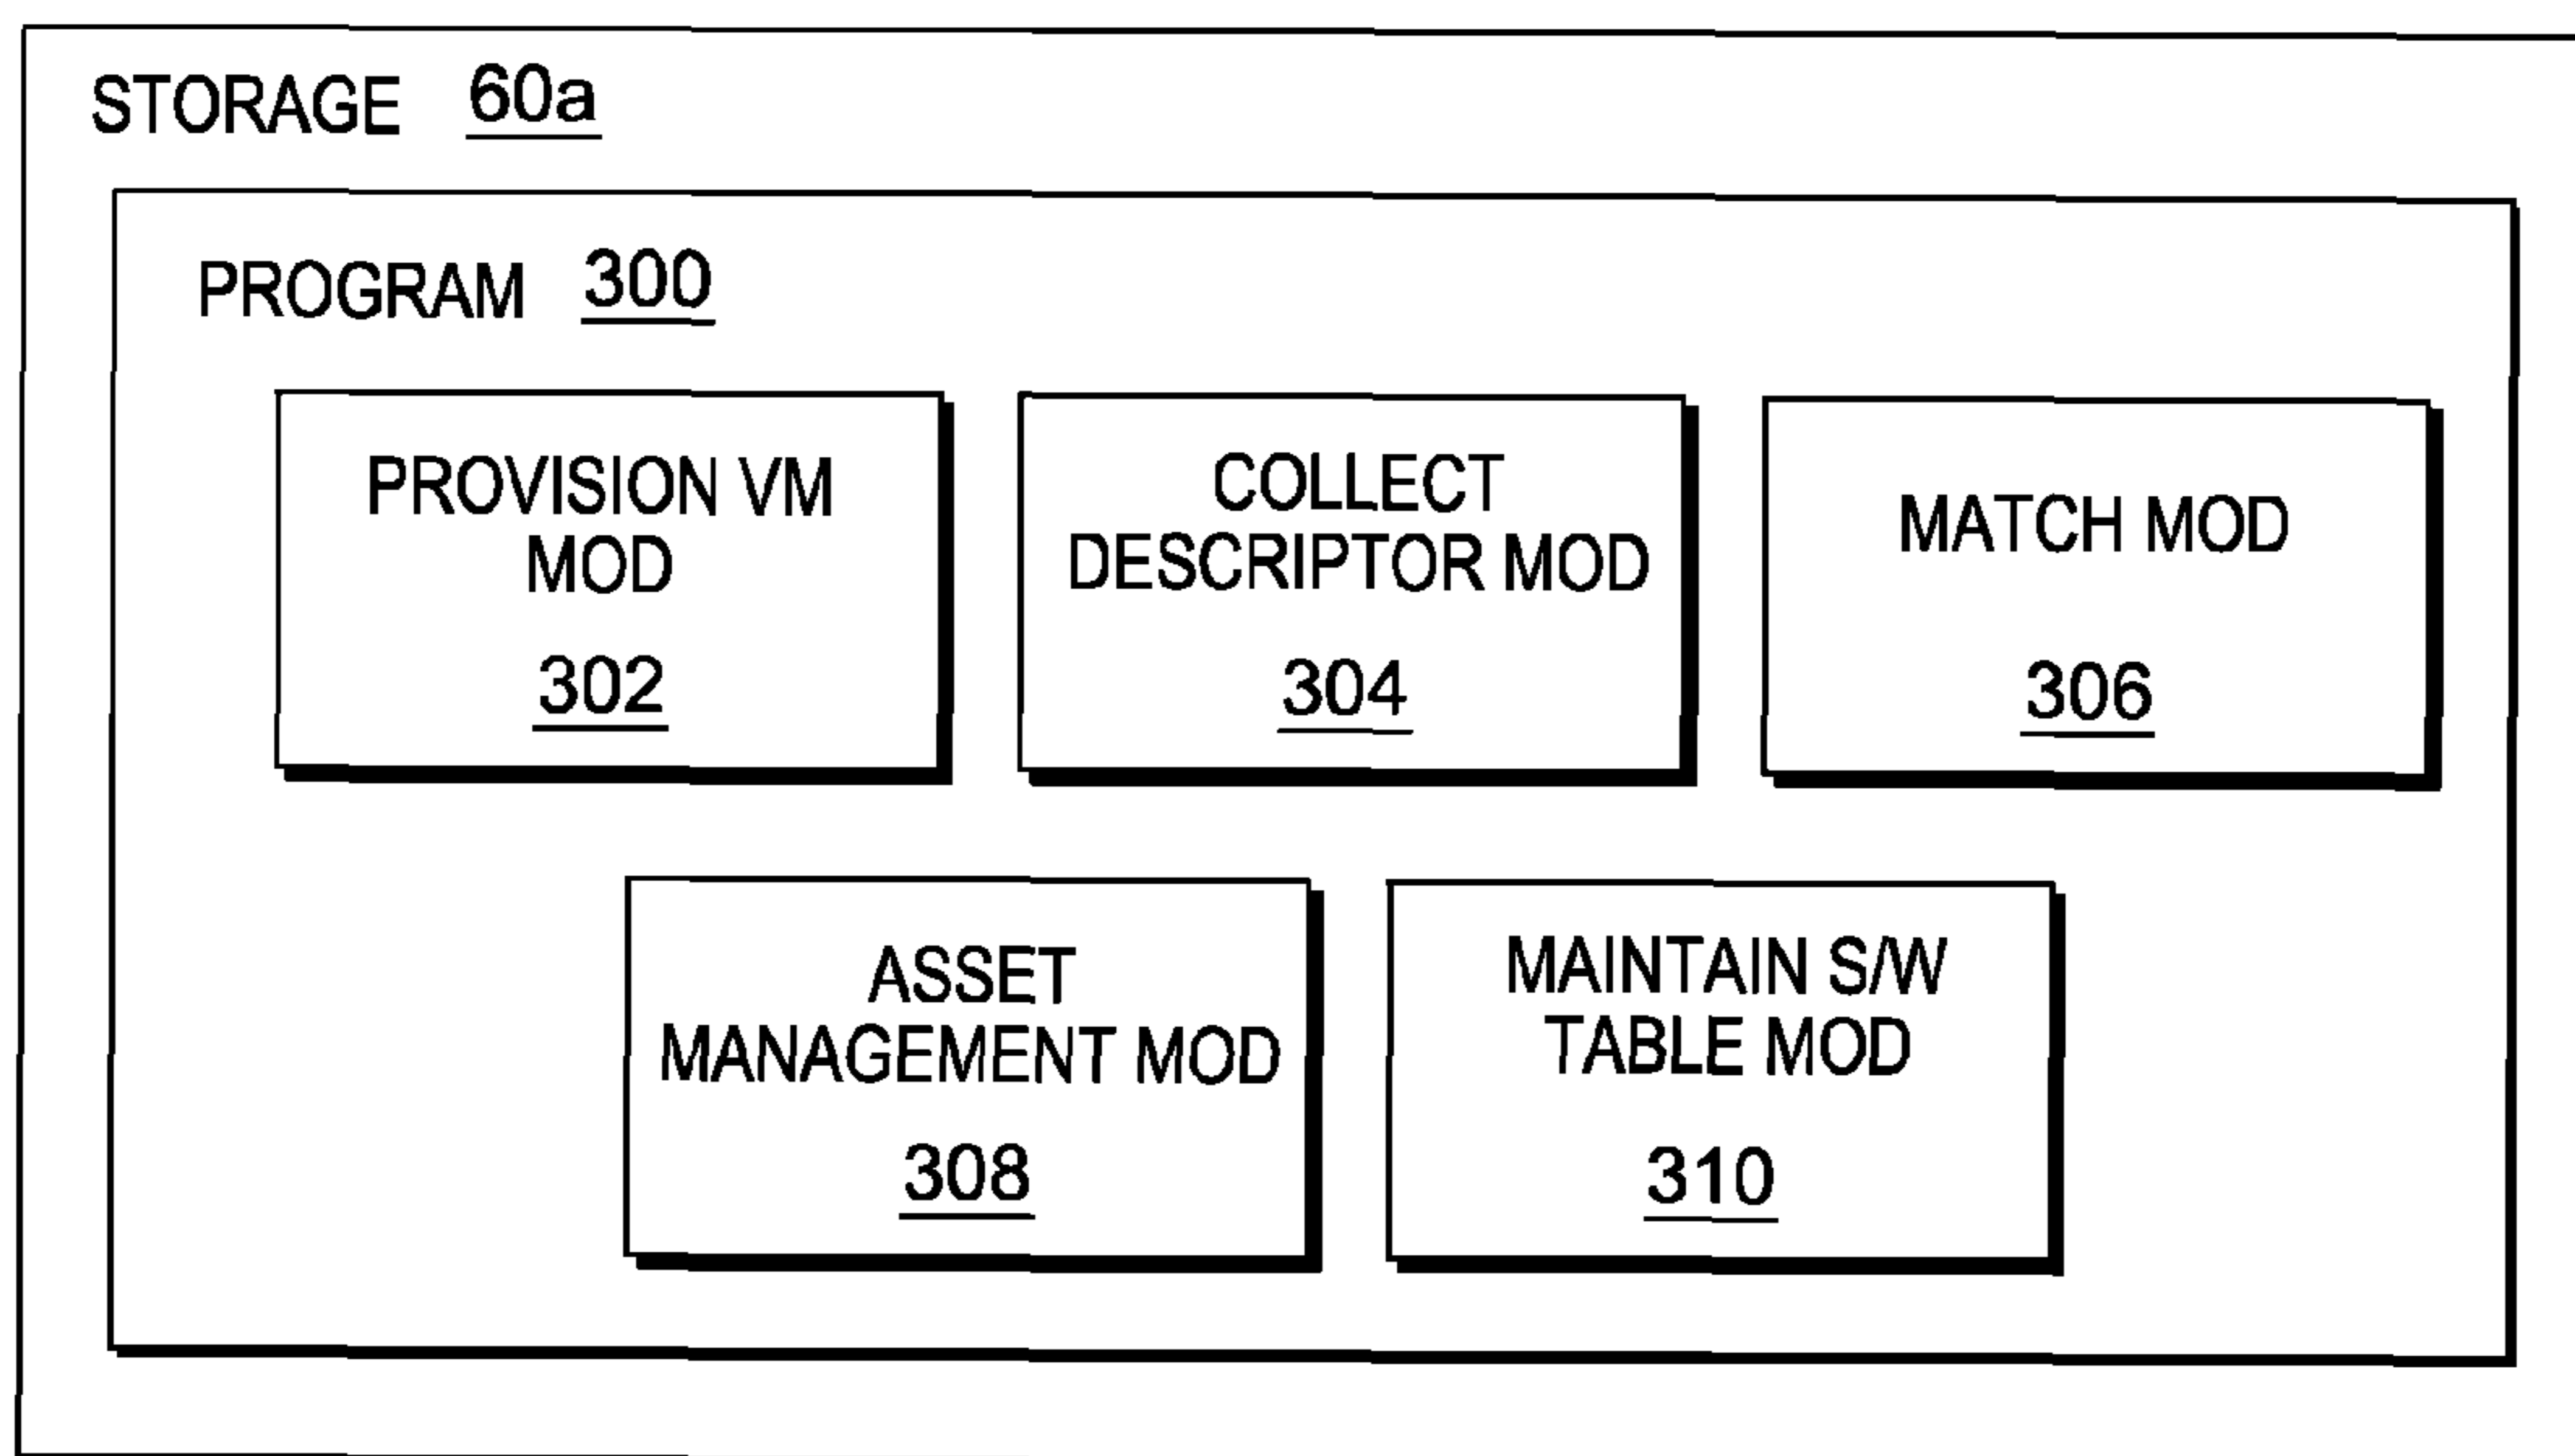 STORAGE 60a
PROGRAM 300
PROVISION VM
MOD
302
COLLECT
DESCRIPTOR MOD
304
MATCH MOD
306
ASSET
MANAGEMENT MOD
308
MAINTAIN S/W
TABLE MOD
310